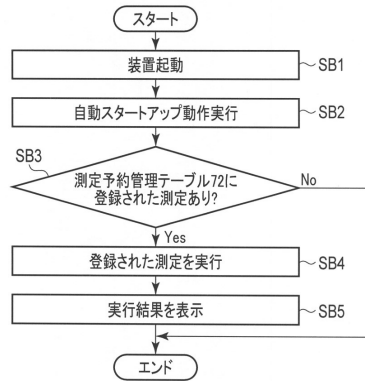 スタート
装置起動
SB1
自動スタートアップ動作実行
SB2
SB3
測定予約管理テーブル72に
登録された測定あり?
No
Yes
登録された測定を実行
SB4
実行結果を表示
SB5
エンド